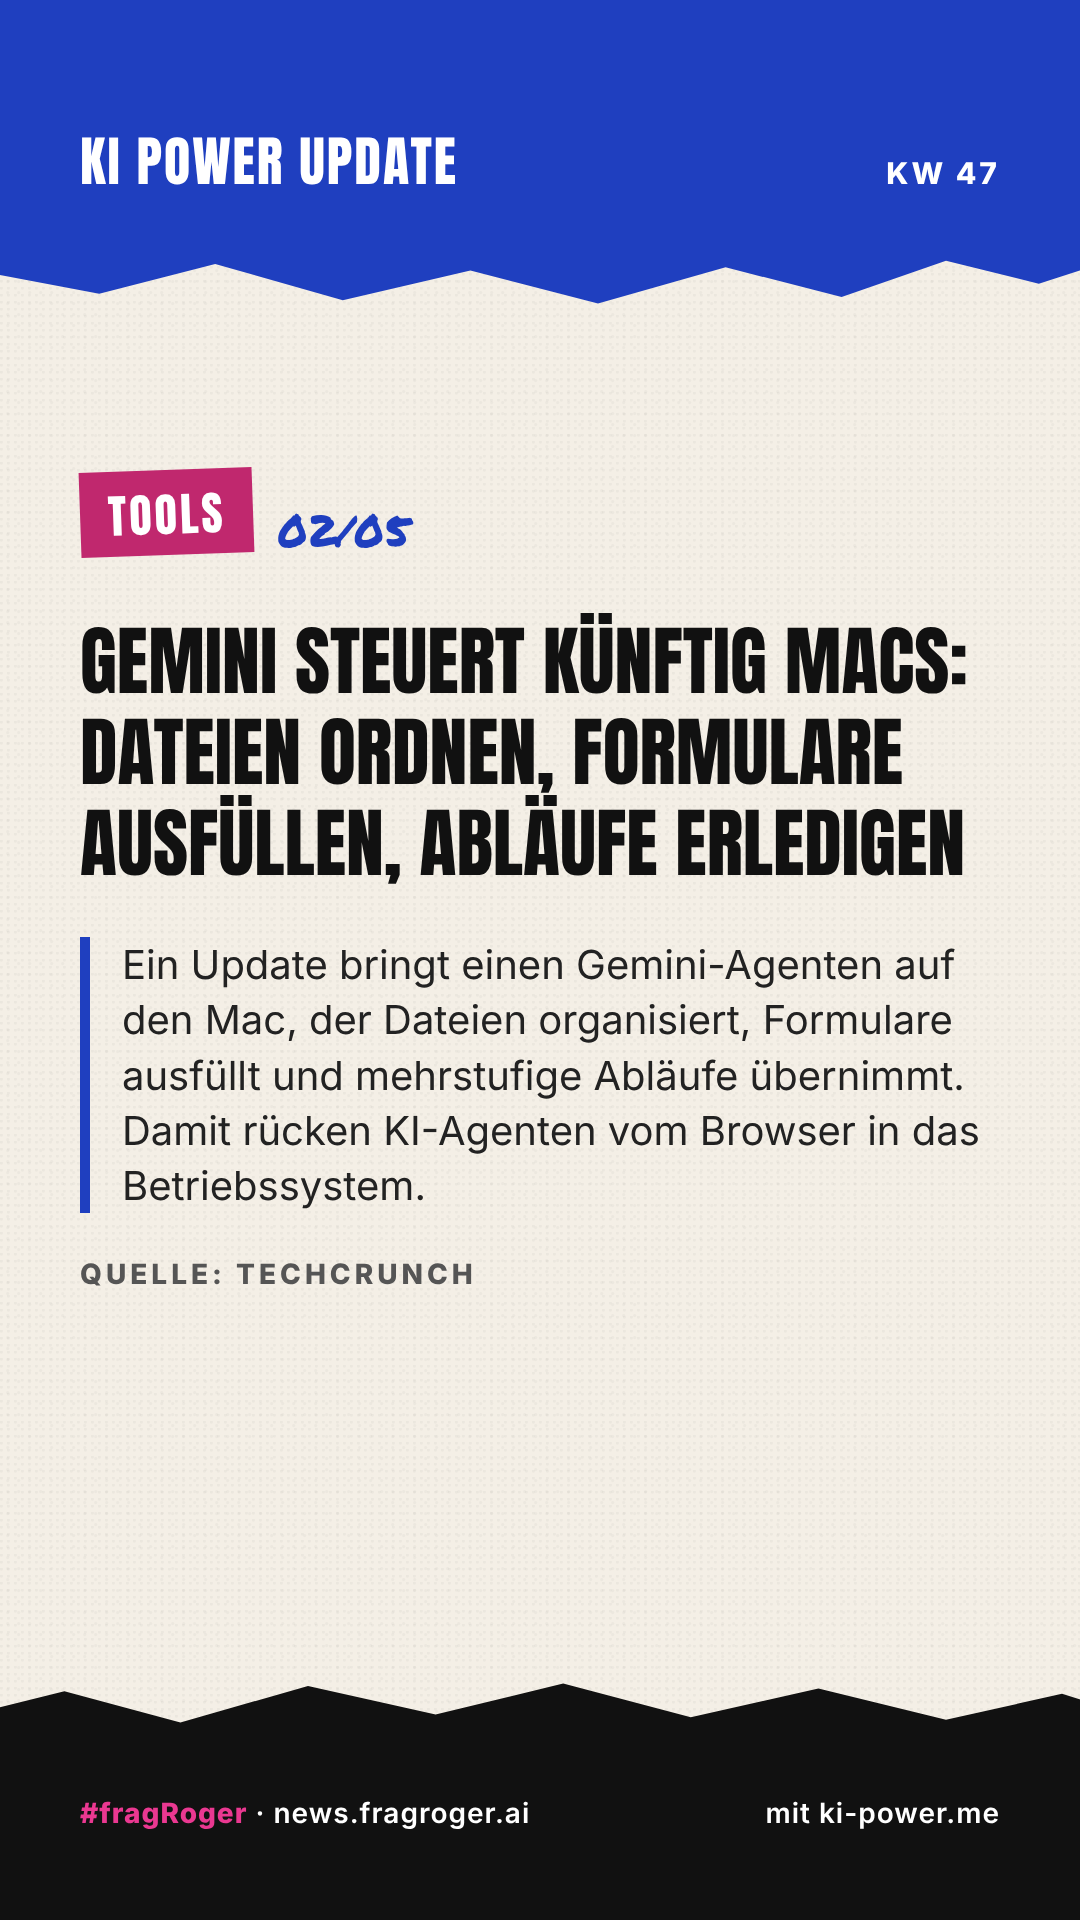 KI POWER UPDATE
KW 47
TOOLS
02/05
GEMINI STEUERT KÜNFTIG MACS:
DATEIEN ORDNEN, FORMULARE
AUSFÜLLEN, ABLÄUFE ERLEDIGEN
Ein Update bringt einen Gemini-Agenten auf
den Mac, der Dateien organisiert, Formulare
ausfüllt und mehrstufige Abläufe übernimmt.
Damit rücken KI-Agenten vom Browser in das
Betriebssystem.
QUELLE: TECHCRUNCH
#fragRoger · news.fragroger.ai
mit ki-power.me